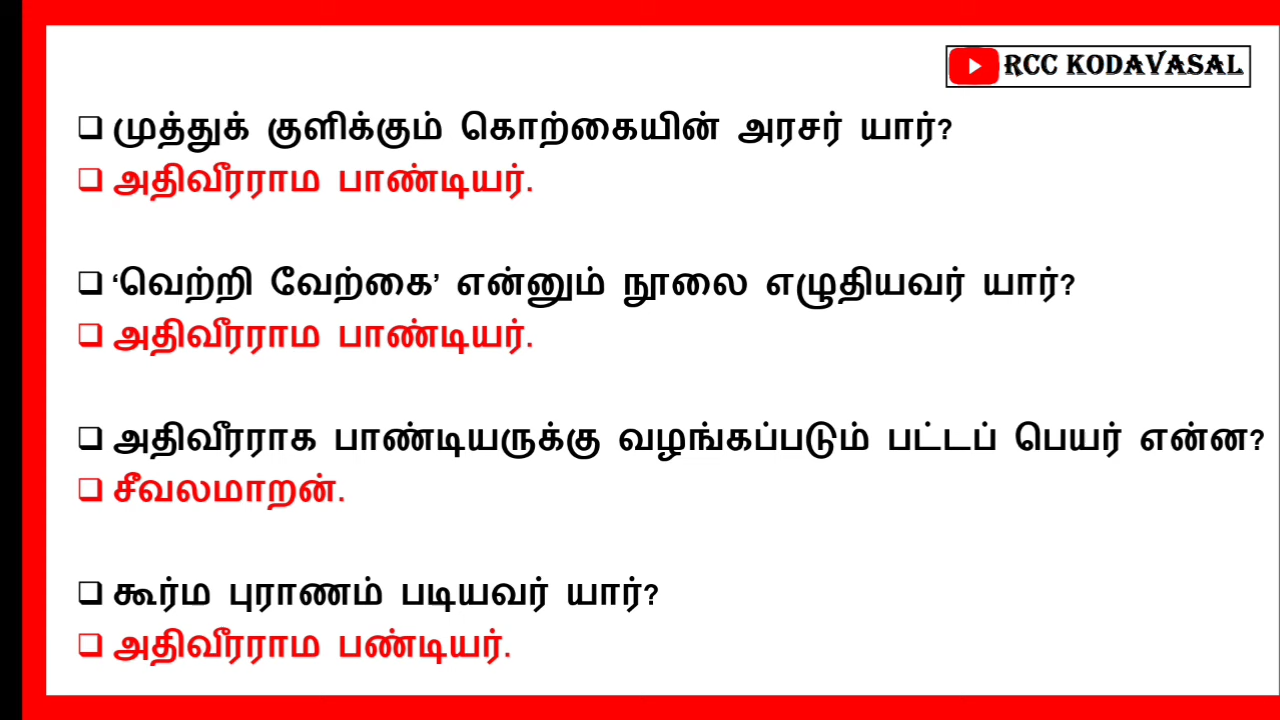 RCC KODAVASAL
முத்துக் குளிக்கும் கொற்கையின் அரசர் யார்?
அதிவீரராம பாண்டியர்.
‘வெற்றி வேற்கை’ என்னும் நூலை எழுதியவர் யார்?
அதிவீரராம பாண்டியர்.
அதிவீரராக பாண்டியருக்கு வழங்கப்படும் பட்டப் பெயர் என்ன?
சீவலமாறன்.
கூர்ம புராணம் படியவர் யார்?
அதிவீரராம பண்டியர்.